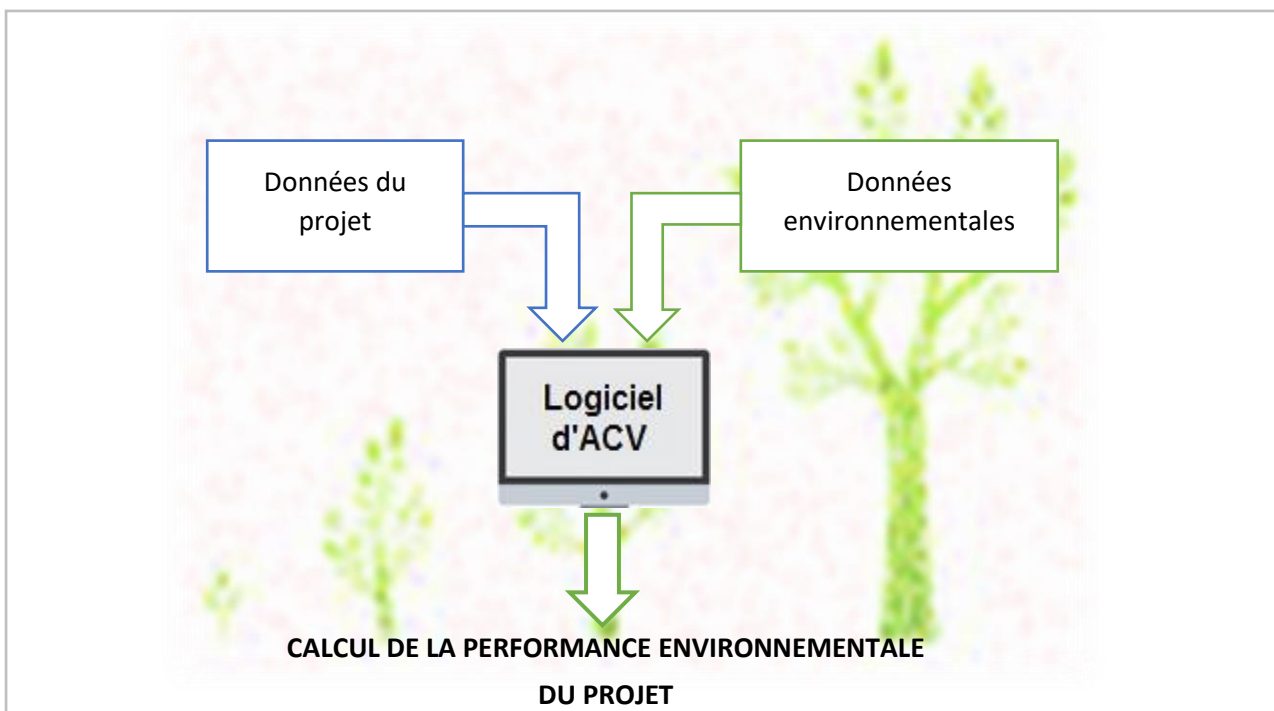 Données du
projet
Données
environnementales
Logiciel
d'ACV
CALCUL DE LA PERFORMANCE ENVIRONNEMENTALE
DU PROJET